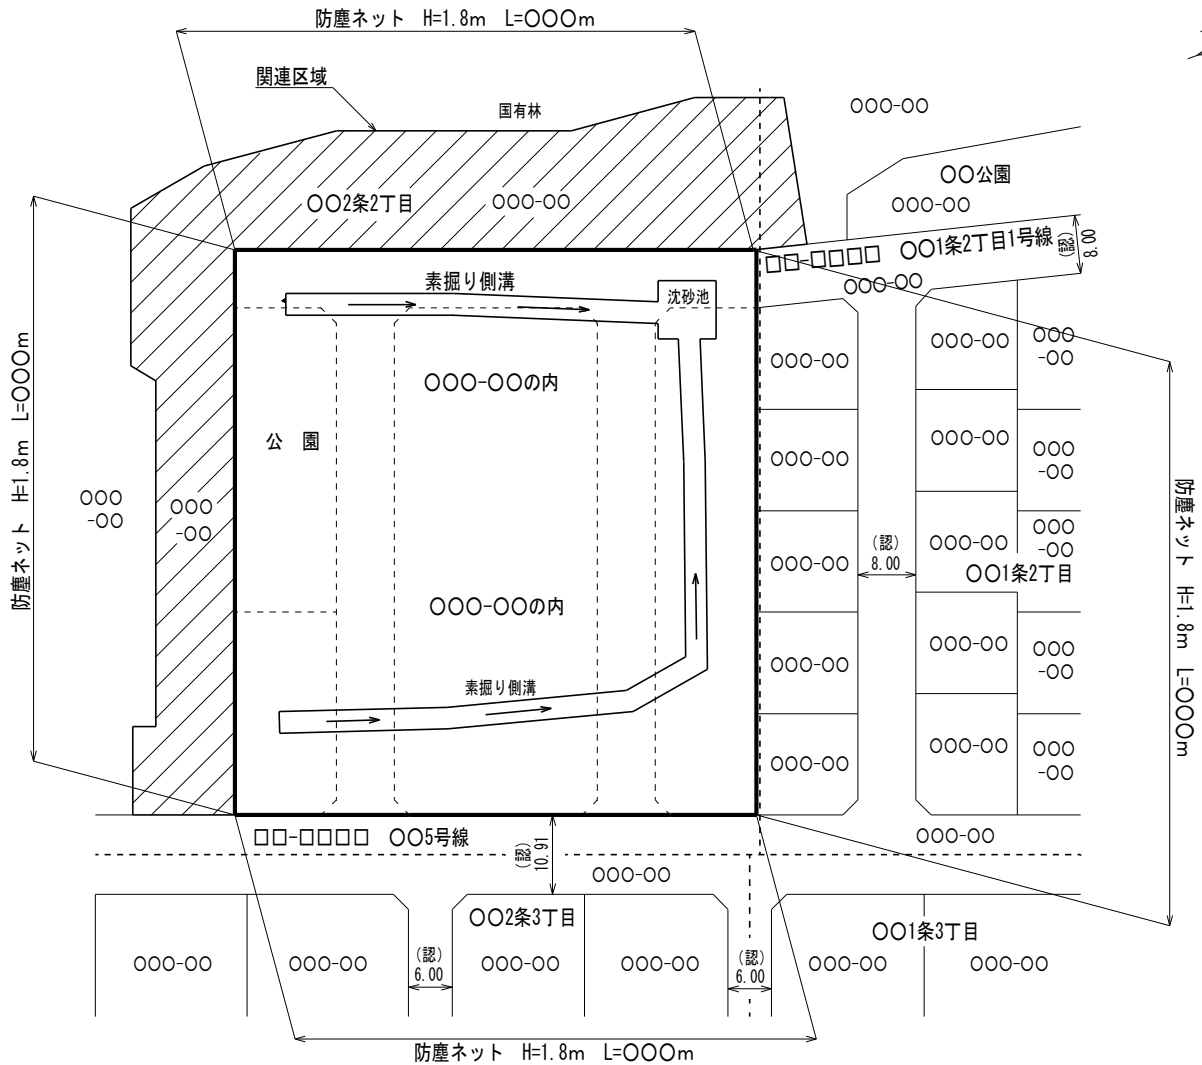 防塵ネット H=1.8m L=〇〇〇m
関連区域
国有林
〇〇〇-〇〇
〇〇公園
〇〇〇-〇〇
〇〇2条2丁目
〇〇〇-〇〇
□□-□□□□ 〇〇1条2丁目1号線
(認)
8.00
〇〇〇-〇〇
素掘り側溝
沈砂池
防塵ネット H=1.8m L=〇〇〇m
〇〇〇-〇〇の内
公 園
〇〇〇
-〇〇
〇〇〇
-〇〇
〇〇〇-〇〇の内
素掘り側溝
〇〇〇-〇〇
〇〇〇-〇〇
〇〇〇-〇〇
〇〇〇-〇〇
〇〇〇-〇〇
(認)
8.00
〇〇〇-〇〇
〇〇〇-〇〇
〇〇〇-〇〇
〇〇〇-〇〇
〇〇〇-〇〇
〇〇〇
-〇〇
〇〇〇
-〇〇
〇〇〇
-〇〇
〇〇1条2丁目
〇〇〇
-〇〇
〇〇〇
-〇〇
防塵ネット H=1.8m L=〇〇〇m
□□-□□□□ 〇〇5号線
(認)
10.91
〇〇〇-〇〇
〇〇〇-〇〇
〇〇2条3丁目
〇〇1条3丁目
〇〇〇-〇〇
〇〇〇-〇〇
(認)
6.00
〇〇〇-〇〇
〇〇〇-〇〇
(認)
6.00
〇〇〇-〇〇
〇〇〇-〇〇
防塵ネット H=1.8m L=〇〇〇m